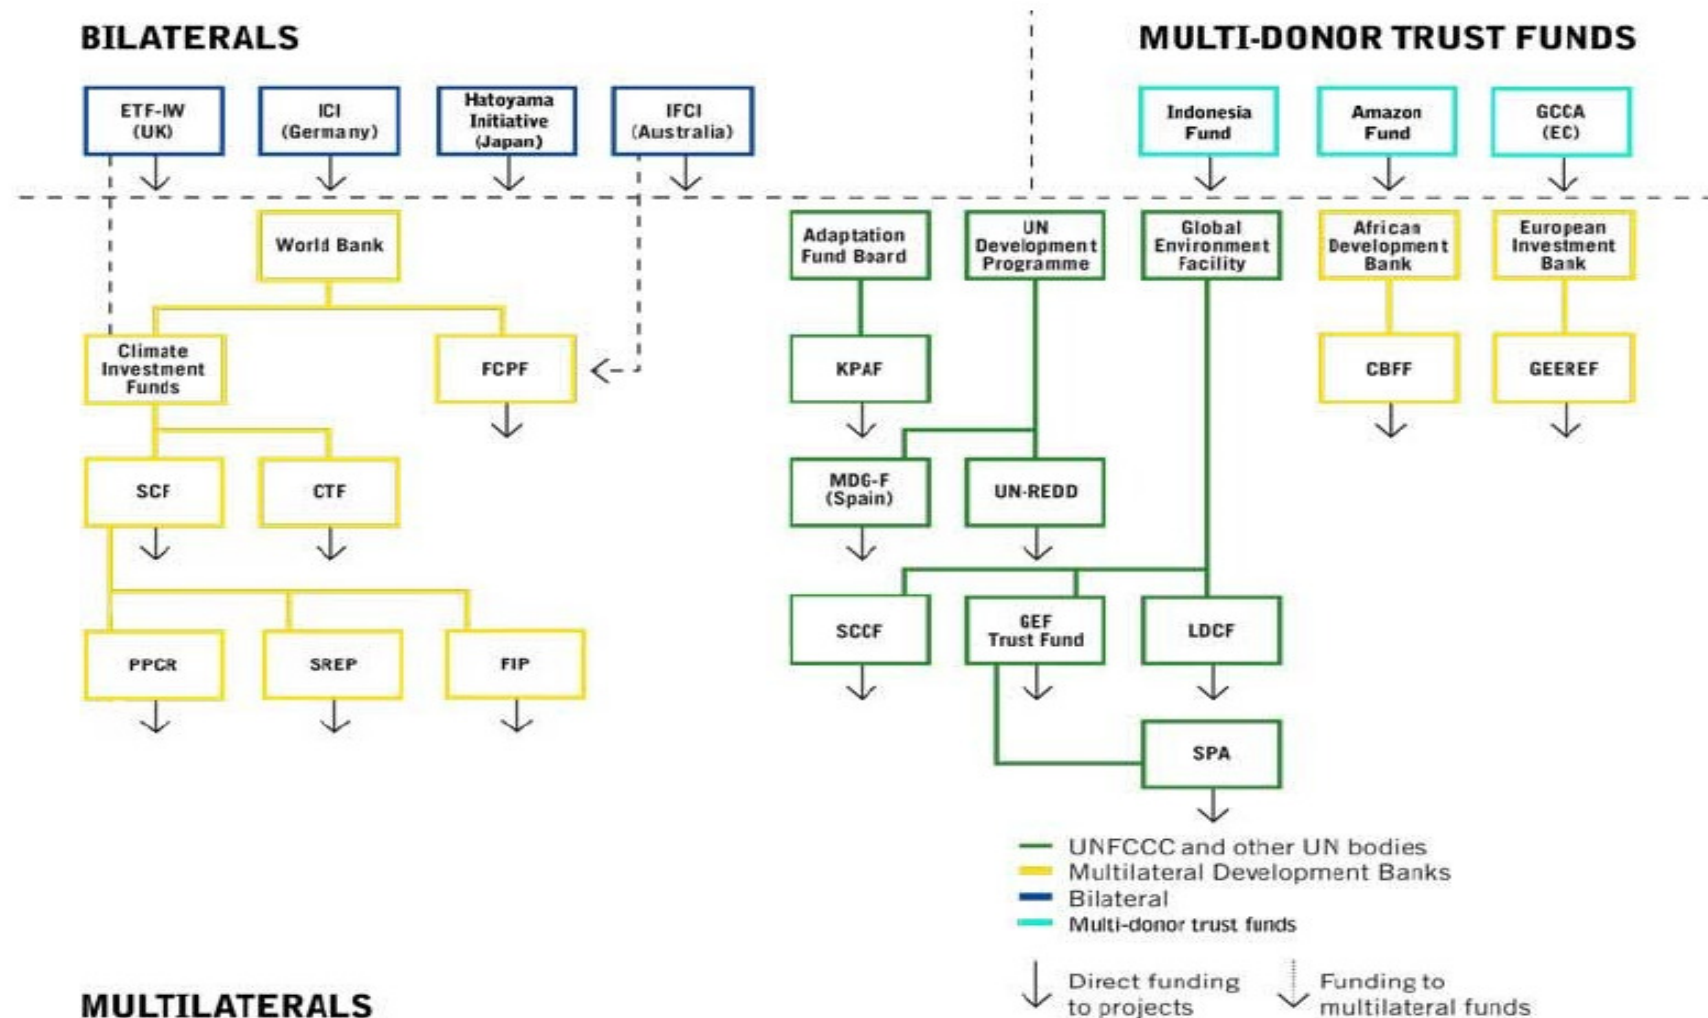 BILATERALS
MULTI-DONOR TRUST FUNDS
ETF-IW
(UK)
ICI
(Germany)
Hatoyama
Initiative
(Japan)
IFCI
(Australia)
Indonesia
Fund
Amazon
Fund
GCCA
(EC)
World Bank
Adaptation
Fund Board
UN
Development
Programme
Global
Environment
Facility
African
Development
Bank
European
Investment
Bank
Climate
Investment
Funds
FCPF
KPAF
CBFF
GEEREF
SCF
CTF
MDG-F
(Spain)
UN-REDD
SCCF
GEF
Trust Fund
LDCF
PPCR
SREP
FIP
SPA
UNFCCC and other UN bodies
Multilateral Development Banks
Bilateral
Multi-donor trust funds
Direct funding
to projects
Funding to
multilateral funds
MULTILATERALS